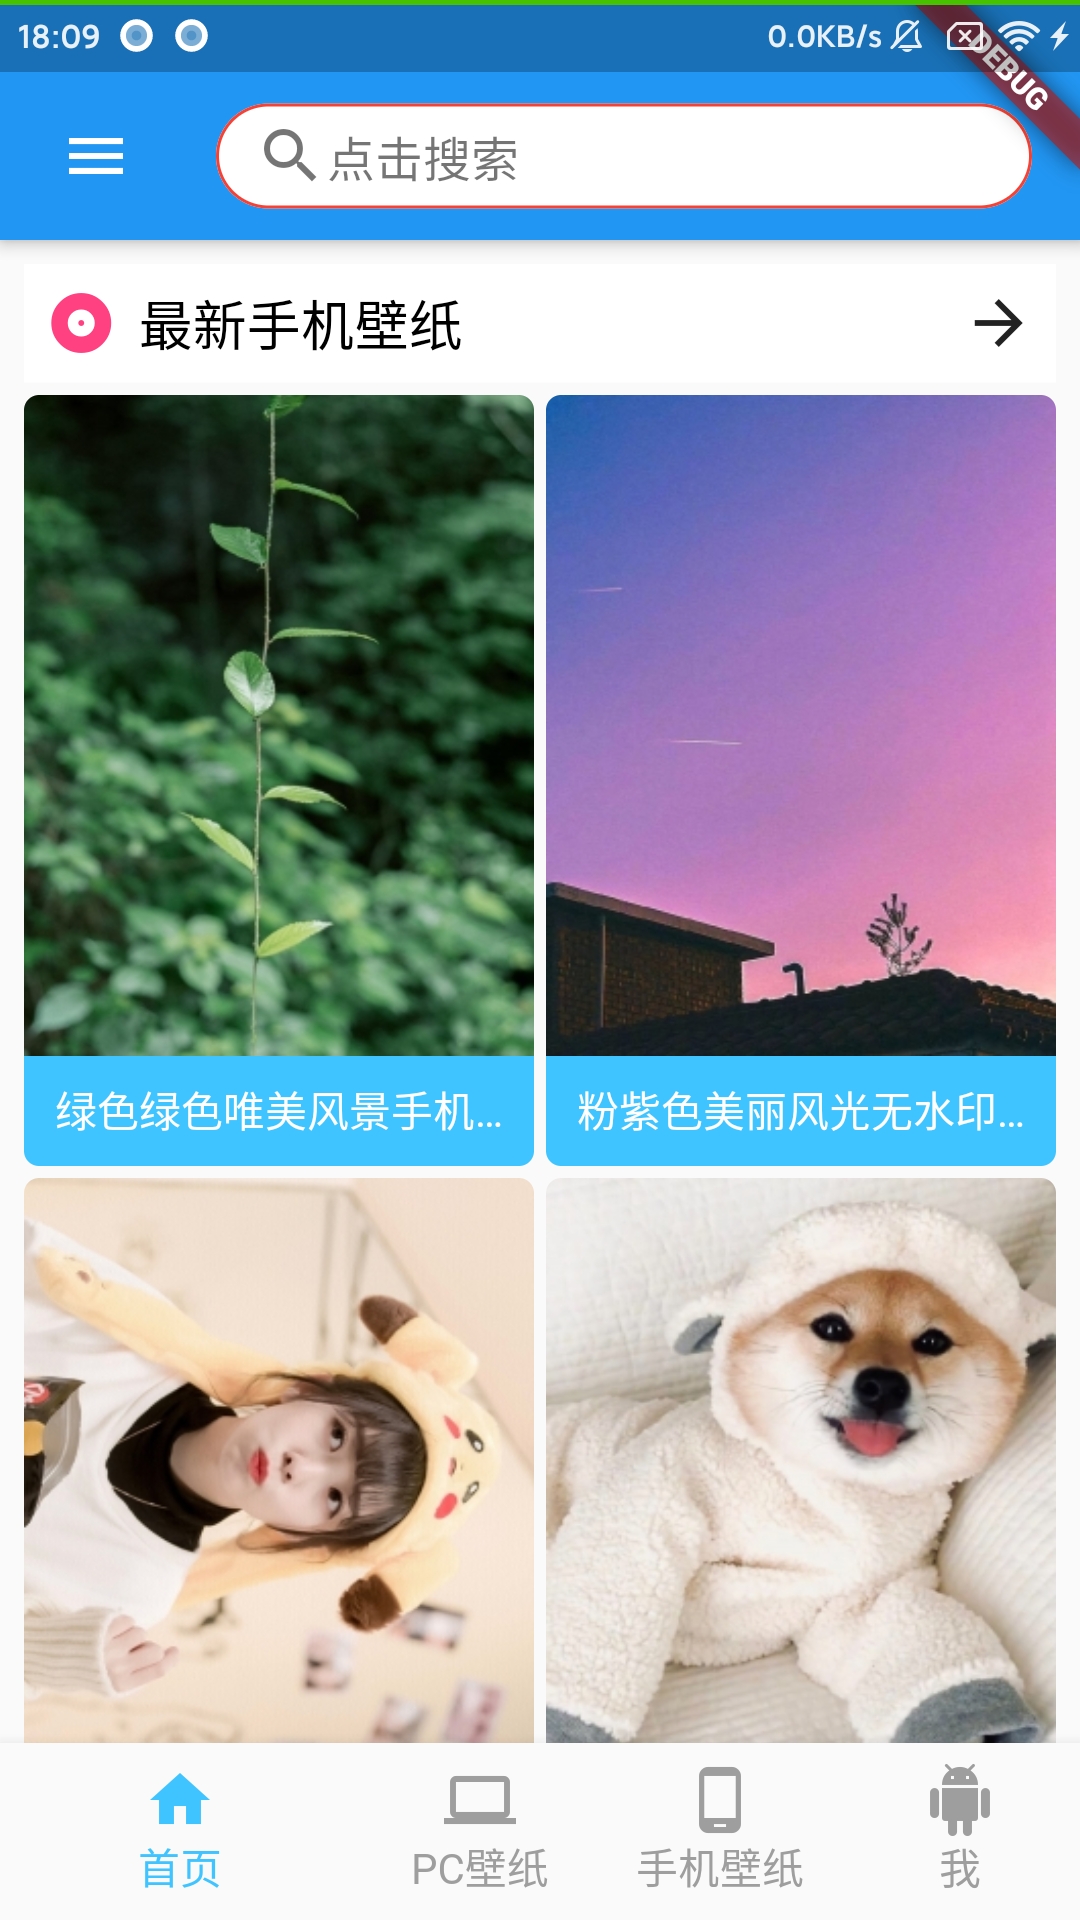 18:09
0.0KB/s
DEBUG
点击搜索
最新手机壁纸
绿色绿色唯美风景手机...
粉紫色美丽风光无水印...
首页
PC壁纸
手机壁纸
我